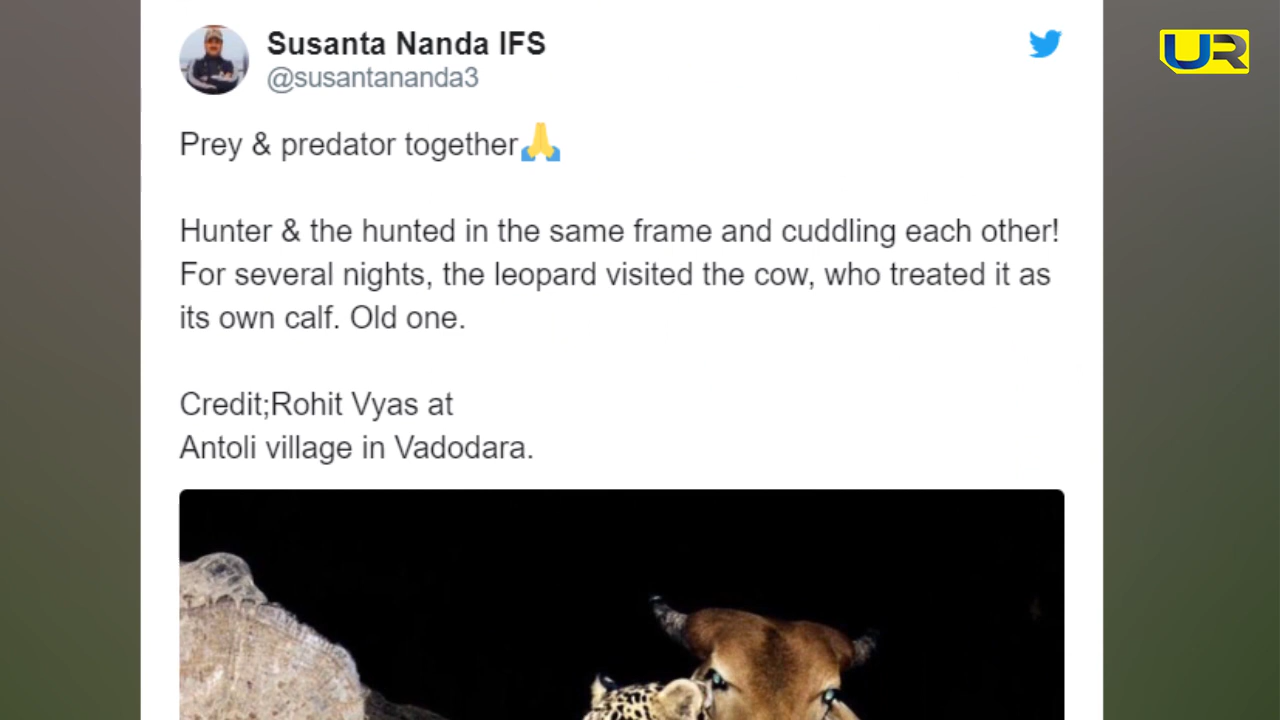 Susanta Nanda IFS
@susantananda3
UR
Prey & predator together🙏
Hunter & the hunted in the same frame and cuddling each other!
For several nights, the leopard visited the cow, who treated it as
its own calf. Old one.
Credit;Rohit Vyas at
Antoli village in Vadodara.